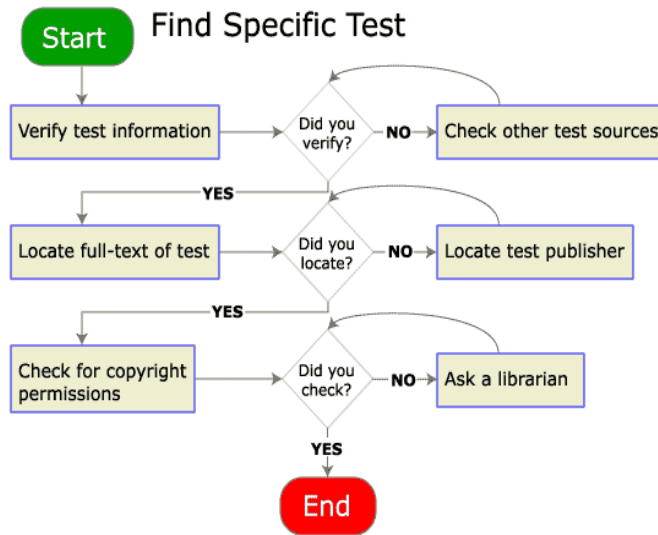 Start
Find Specific Test
Verify test information
Did you
verify?
NO
Check other test sources
YES
Locate full-text of test
Did you
locate?
NO
Locate test publisher
YES
Check for copyright
permissions
Did you
check?
NO
Ask a librarian
YES
End